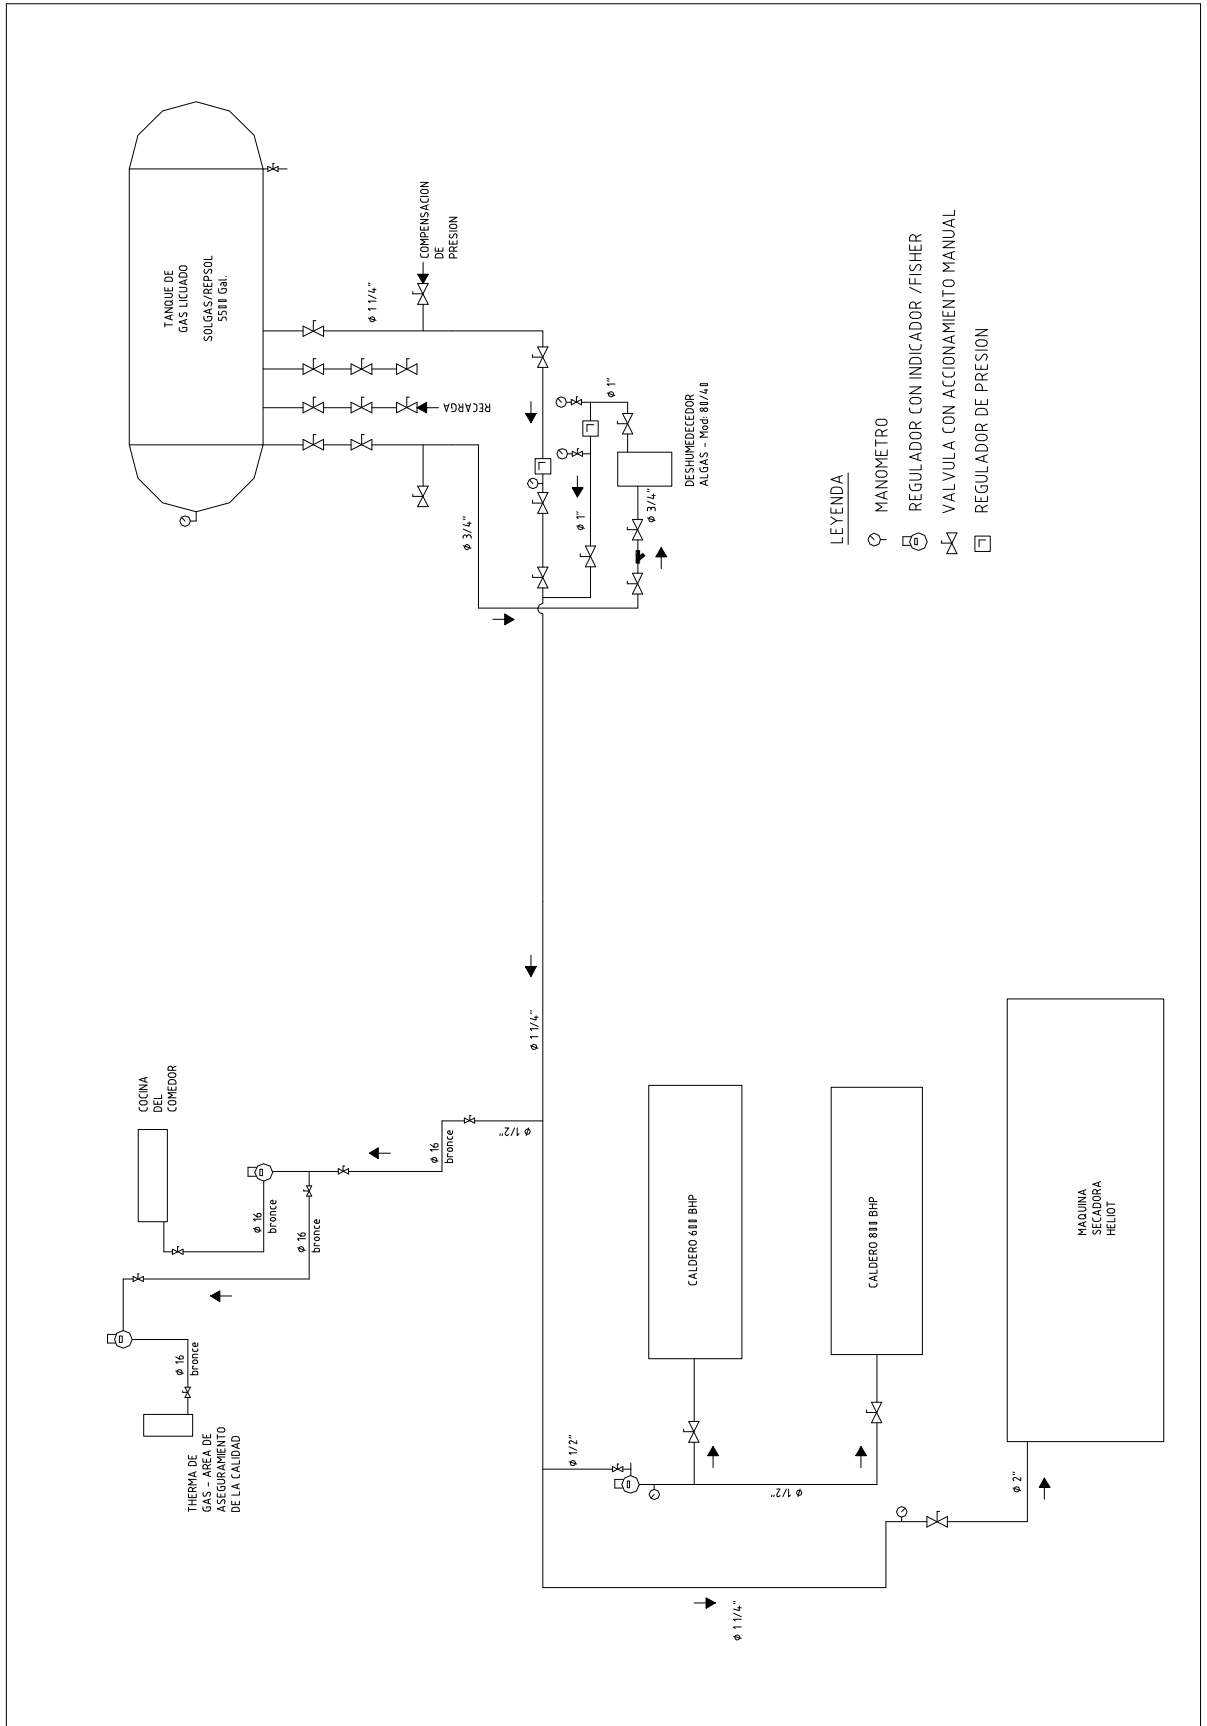 TANQUE DE
GAS LICUADO
SOLGAS/REPSOL
5500 Gal.
COMPENSACION
DE
PRESION
Ø 1 1/4"
RECARGA
Ø 3/4"
Ø 1"
Ø 1"
Ø 3/4"
DESHUMEDECEDOR
ALGAS - Mod: 80/40
LEYENDA
MANOMETRO
REGULADOR CON INDICADOR /FISHER
VALVULA CON ACCIONAMIENTO MANUAL
REGULADOR DE PRESION
Ø 1 1/4"
Ø 1/2"
Ø 16
bronce
COCINA
DEL
COMEDOR
Ø 16
bronce
Ø 16
bronce
Ø 16
bronce
THERMA DE
GAS - AREA DE
ASEGURAMIENTO
DE LA CALIDAD
Ø 1/2"
CALDERO 600 BHP
CALDERO 800 BHP
Ø 1/2"
MAQUINA
SECADORA
HELIOT
Ø 2"
Ø 1 1/4"